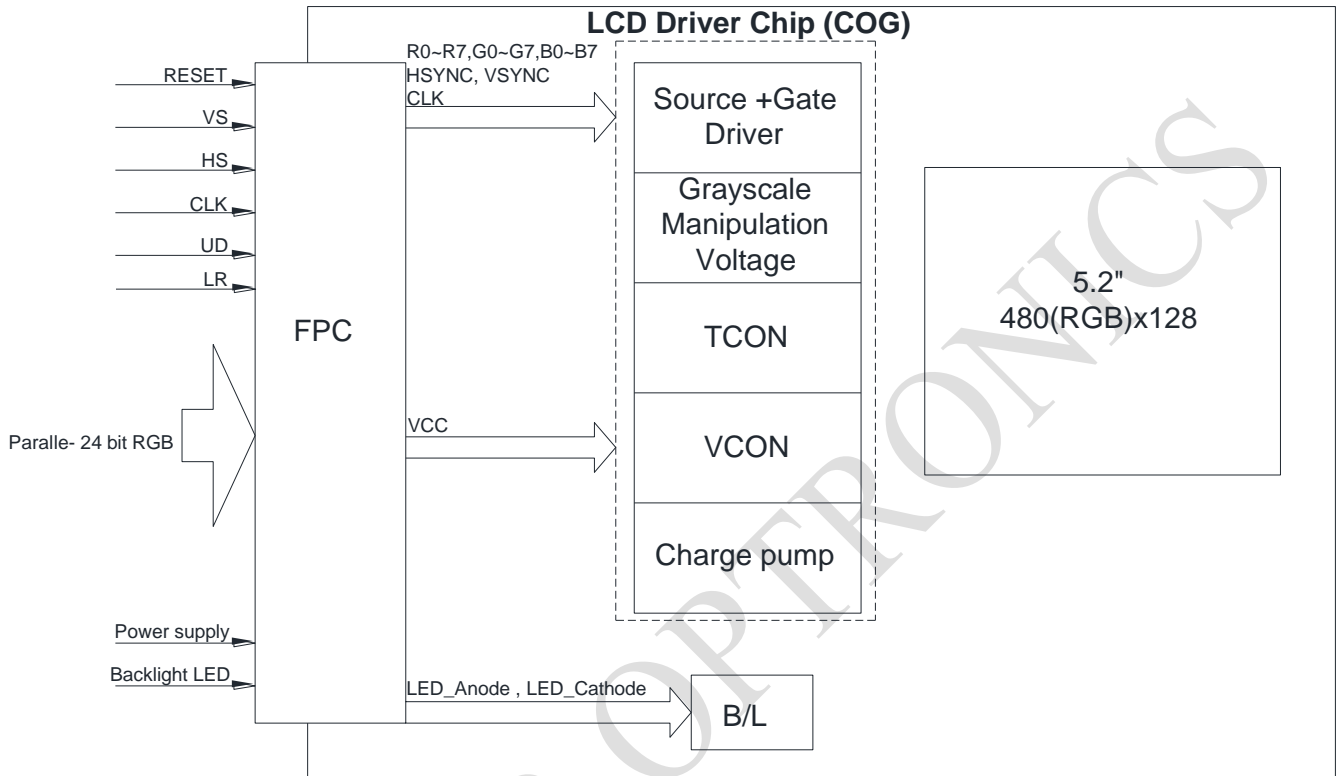 LCD Driver Chip (COG)
R0~R7,G0~G7,B0~B7
HSYNC, VSYNC
CLK
RESET
VS
HS
CLK
UD
LR
FPC
Paralle- 24 bit RGB
Power supply
Backlight LED
VCC
LED_Anode , LED_Cathode
Source +Gate
Driver
Grayscale
Manipulation
Voltage
TCON
VCON
Charge pump
B/L
5.2"
480(RGB)x128
OPTRONICS